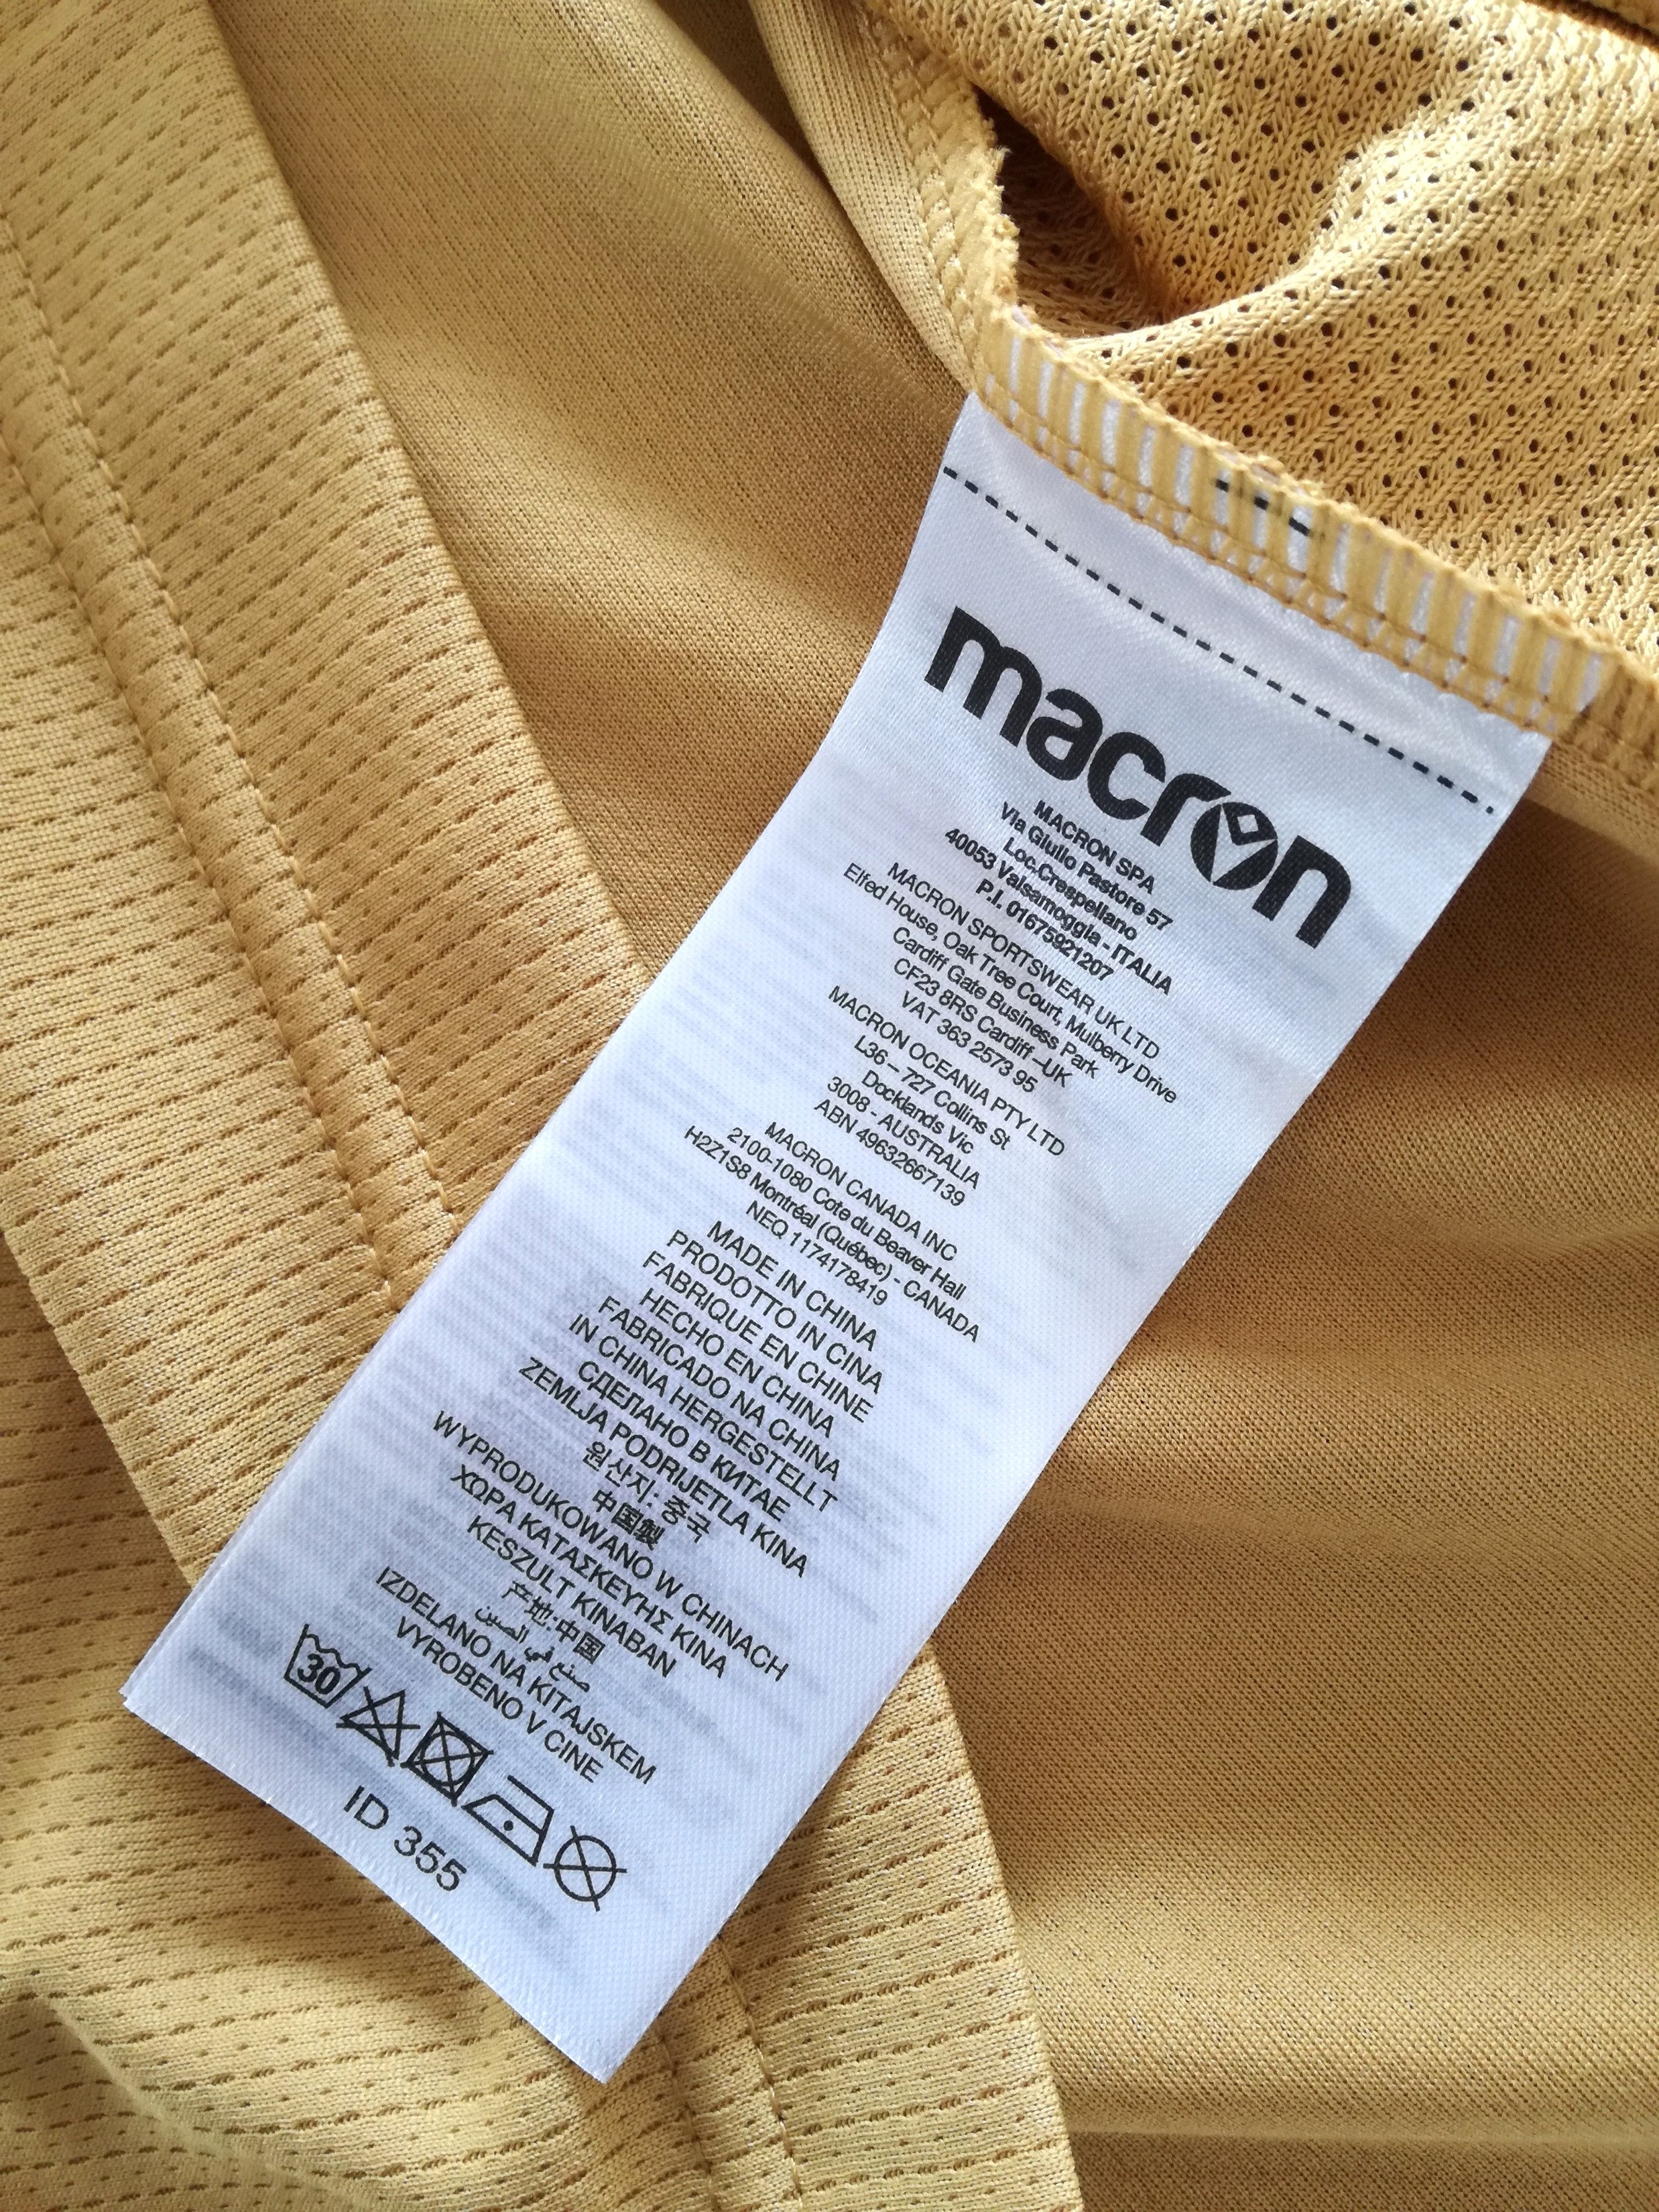 macron
MACRON SPA
Via Giulio Pastore 57
Loc.Crespellano
40053 Valsamoggia - ITALIA
P.I. 01675921207
MACRON SPORTSWEAR UK LTD
Elfed House, Oak Tree Court, Mulberry Drive
Cardiff Gate Business Park
CF23 8RS Cardiff –UK
VAT 363 2573 95
MACRON OCEANIA PTY LTD
L36 – 727 Collins St
Docklands Vic
3008 - AUSTRALIA
ABN 49632667139
MACRON CANADA INC
2100-1080 Cote du Beaver Hall
H2Z1S8 Montréal (Québec) - CANADA
NEQ 1174178419
MADE IN CHINA
PRODOTTO IN CINA
FABRIQUE EN CHINE
HECHO EN CHINA
FABRICADO NA CHINA
IN CHINA HERGESTELLT
СДЕЛАНО В КИТАЕ
ZEMLJA PODRIJETLA KINA
원산지: 중국
中国製
WYPRODUKOWANO W CHINACH
ΧΩΡΑ ΚΑΤΑΣΚΕΥΗΣ ΚΙΝΑ
KESZULT KINABAN
产地:中国
صنع في الصين
IZDELANO NA KITAJSKEM
VYROBENO V CINE
30
ID 355